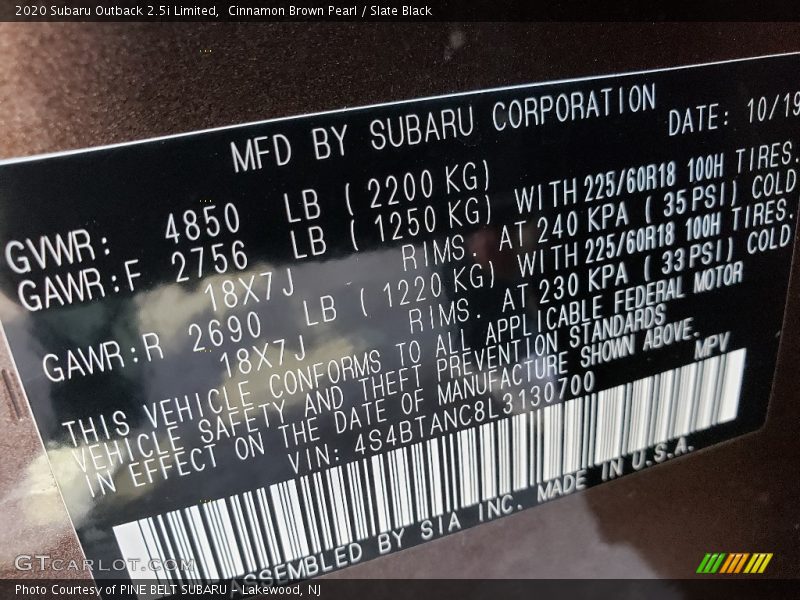 2020 Subaru Outback 2.5i Limited,  Cinnamon Brown Pearl / Slate Black
MFD BY SUBARU CORPORATION DATE: 10/19
GVWR: 4850 LB ( 2200 KG)
GAWR:F 2756 LB ( 1250 KG) WITH 225/60R18 100H TIRES.
18X7J RIMS. AT 240 KPA ( 35 PSI) COLD
GAWR:R 2690 LB ( 1220 KG) WITH 225/60R18 100H TIRES.
18X7J RIMS. AT 230 KPA ( 33 PSI) COLD
THIS VEHICLE CONFORMS TO ALL APPLICABLE FEDERAL MOTOR
VEHICLE SAFETY AND THEFT PREVENTION STANDARDS
IN EFFECT ON THE DATE OF MANUFACTURE SHOWN ABOVE.
VIN: 4S4BTANC8L3130700 MPV
ASSEMBLED BY SIA INC. MADE IN U.S.A.
GTcarlot.com
Photo Courtesy of PINE BELT SUBARU - Lakewood, NJ